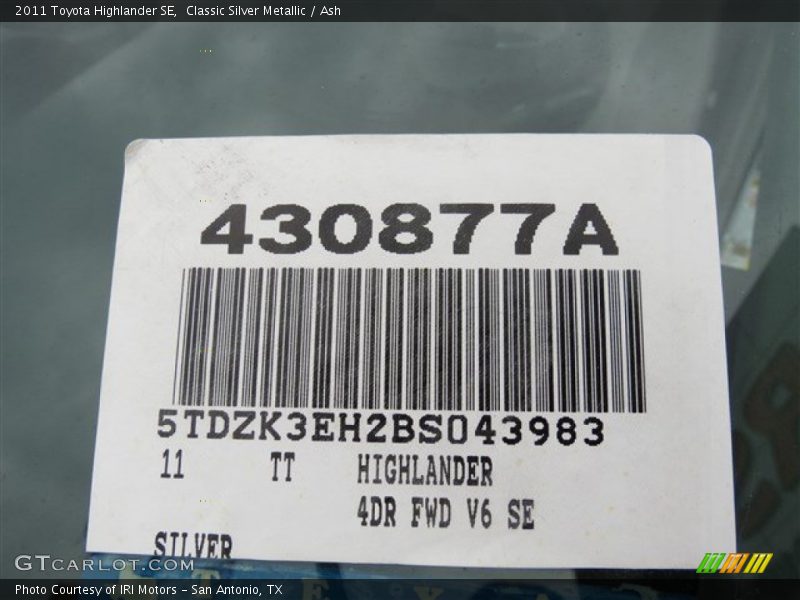 2011 Toyota Highlander SE,  Classic Silver Metallic / Ash
430877A
5TDZK3EH2BS043983
11 TT HIGHLANDER
4DR FWD V6 SE
SILVER
GTCARLOT.COM
Photo Courtesy of IRI Motors – San Antonio, TX